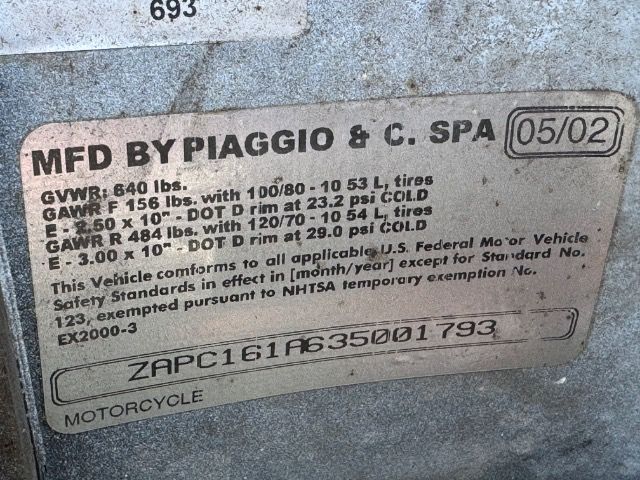 693
MFD BY PIAGGIO & C. SPA 05/02
GVWR: 640 lbs.
GAWR F 156 lbs. with 100/80 - 10 53 L, tires
E - 2.50 x 10" - DOT D rim at 23.2 psi COLD
GAWR R 484 lbs. with 120/70 - 10 54 L, tires
E - 3.00 x 10" - DOT D rim at 29.0 psi COLD
This Vehicle comforms to all applicable U.S. Federal Motor Vehicle
Safety Standards in effect in [month/year] except for Standard No.
123, exempted pursuant to NHTSA temporary exemption No.
EX2000-3
ZAPC161A635001793
MOTORCYCLE